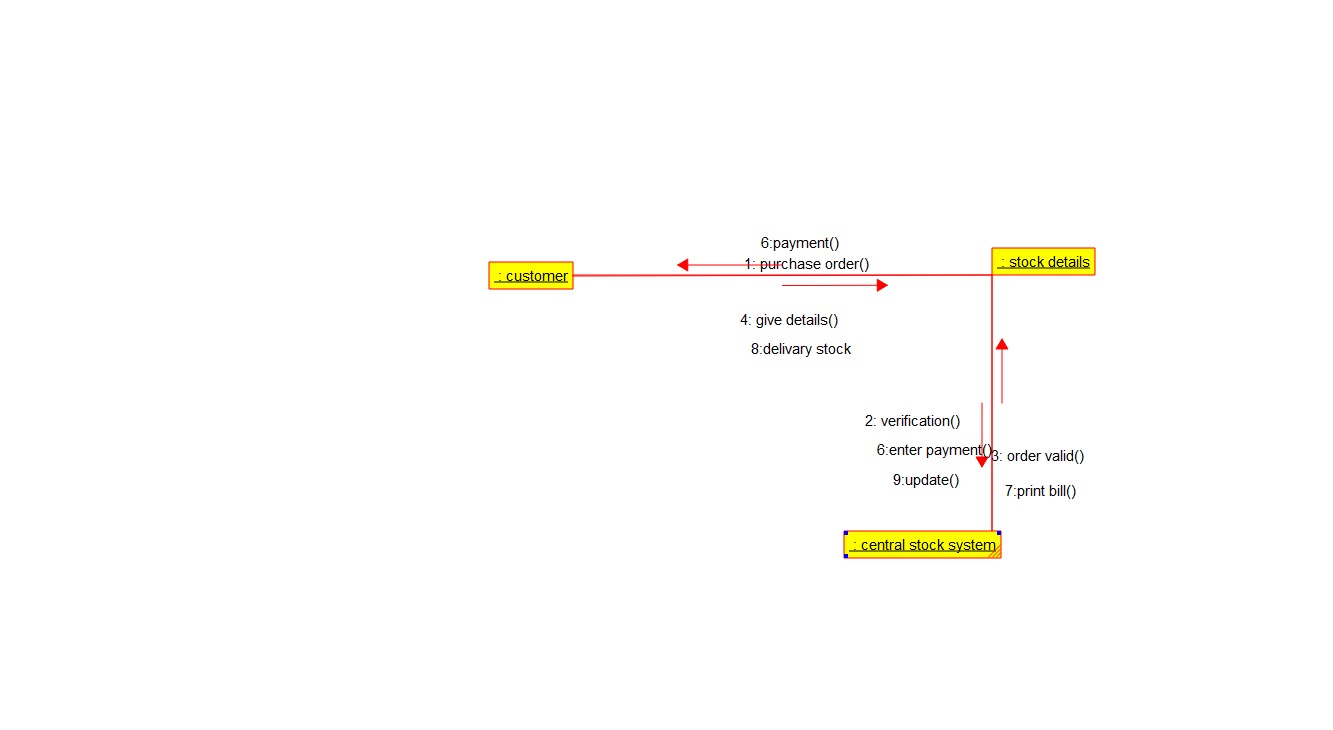 6:payment()
1: purchase order()
: customer
: stock details
4: give details()
8:delivary stock
2: verification()
6:enter payment()
3: order valid()
9:update()
7:print bill()
: central stock system